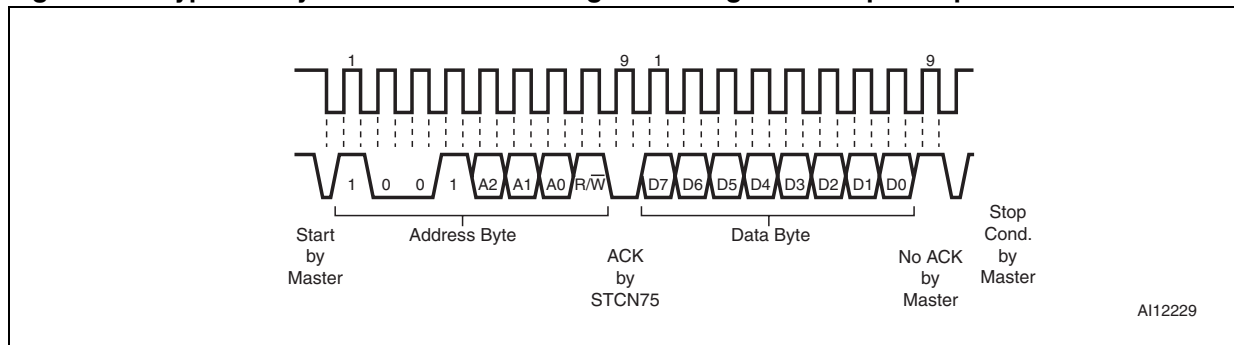 1 9 1 9
1 0 0 1 A2 A1 A0 R/W̅ D7 D6 D5 D4 D3 D2 D1 D0
Start
by
Master
Address Byte
ACK
by
STCN75
Data Byte
No ACK
by
Master
Stop
Cond.
by
Master
AI12229